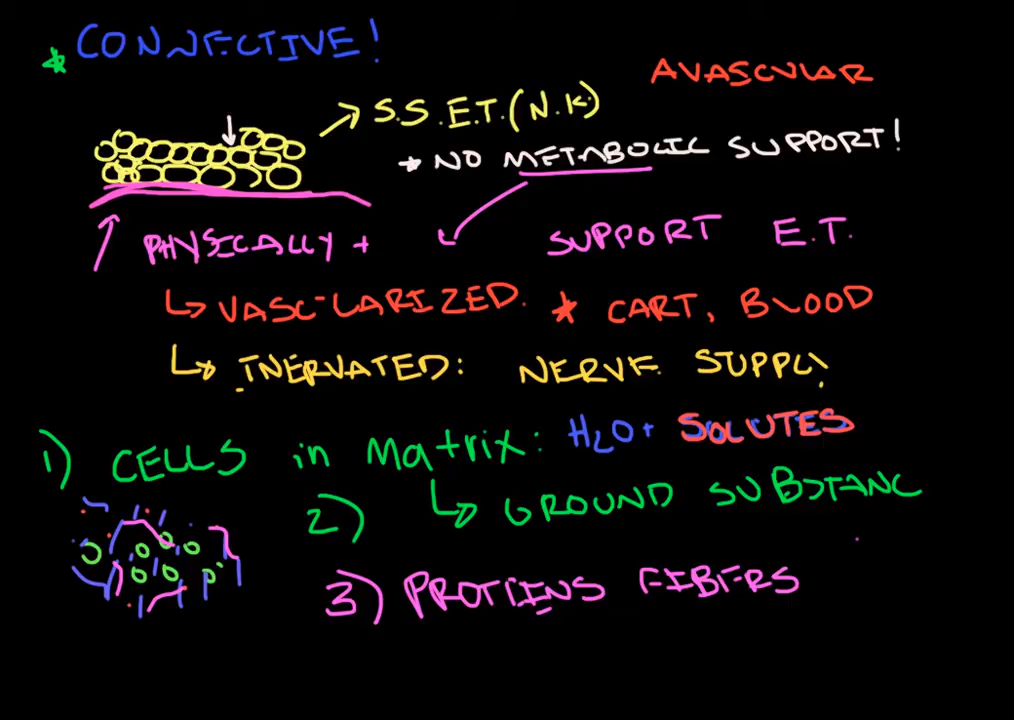 * CONNECTIVE!
AVASCULAR
→ S.S.E.T. (N.K.)
* NO METABOLIC SUPPORT!
PHYSICALLY + SUPPORT E.T.
↳ VASCULARIZED. * CART, BLOOD
↳ INERVATED: NERVE SUPPLY
1) CELLS in Matrix: H2O + SOLUTES
2) ↳ GROUND SUBSTANC
3) PROTIENS FIBERS